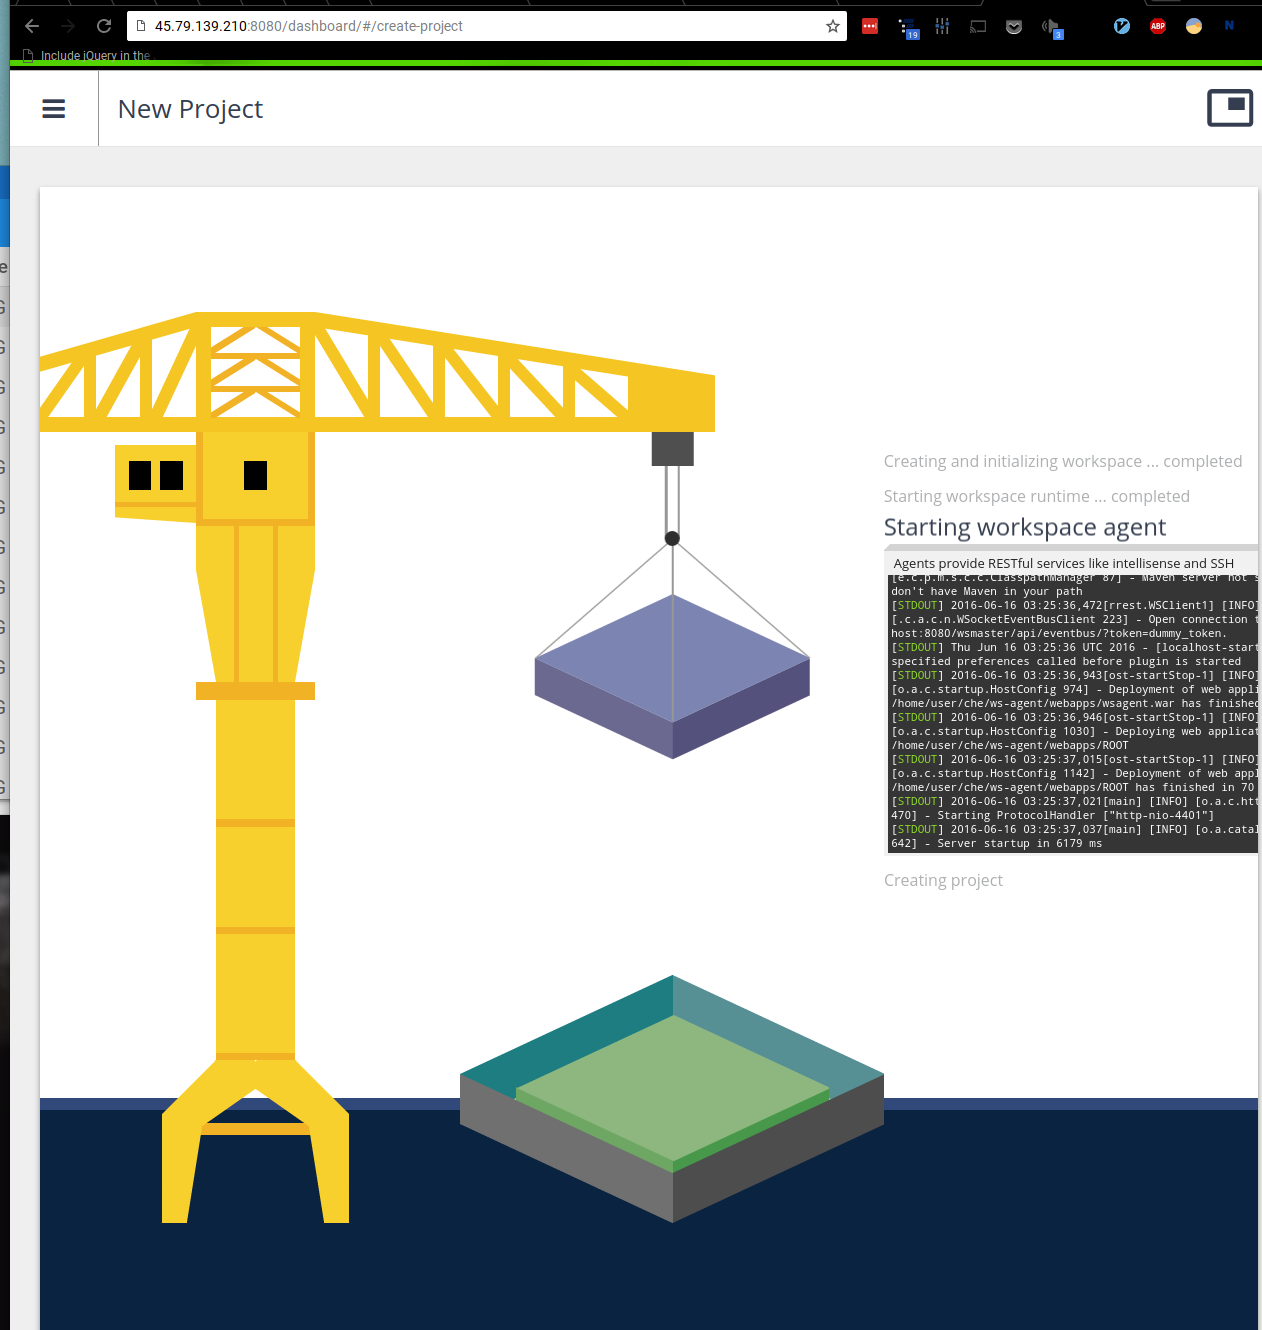 45.79.139.210:8080/dashboard/#/create-project
19
3
ABP
N
Include jQuery in the
New Project
e
G
G
G
G
G
G
G
G
G
G
G
G
G
Creating and initializing workspace ... completed
Starting workspace runtime ... completed
Starting workspace agent
Agents provide RESTful services like intellisense and SSH
[e.c.p.m.s.c.c.ClasspathManager 87] - Maven server not s
don't have Maven in your path
[STDOUT] 2016-06-16 03:25:36,472[rrest.WSClient1] [INFO]
[.c.a.c.n.WSocketEventBusClient 223] - Open connection t
host:8080/wsmaster/api/eventbus/?token=dummy_token.
[STDOUT] Thu Jun 16 03:25:36 UTC 2016 - [localhost-start
specified preferences called before plugin is started
[STDOUT] 2016-06-16 03:25:36,943[ost-startStop-1] [INFO]
[o.a.c.startup.HostConfig 974] - Deployment of web appli
/home/user/che/ws-agent/webapps/wsagent.war has finished
[STDOUT] 2016-06-16 03:25:36,946[ost-startStop-1] [INFO]
[o.a.c.startup.HostConfig 1030] - Deploying web applicat
/home/user/che/ws-agent/webapps/ROOT
[STDOUT] 2016-06-16 03:25:37,015[ost-startStop-1] [INFO]
[o.a.c.startup.HostConfig 1142] - Deployment of web appl
/home/user/che/ws-agent/webapps/ROOT has finished in 70
[STDOUT] 2016-06-16 03:25:37,021[main] [INFO] [o.a.c.htt
470] - Starting ProtocolHandler ["http-nio-4401"]
[STDOUT] 2016-06-16 03:25:37,037[main] [INFO] [o.a.catal
642] - Server startup in 6179 ms
Creating project